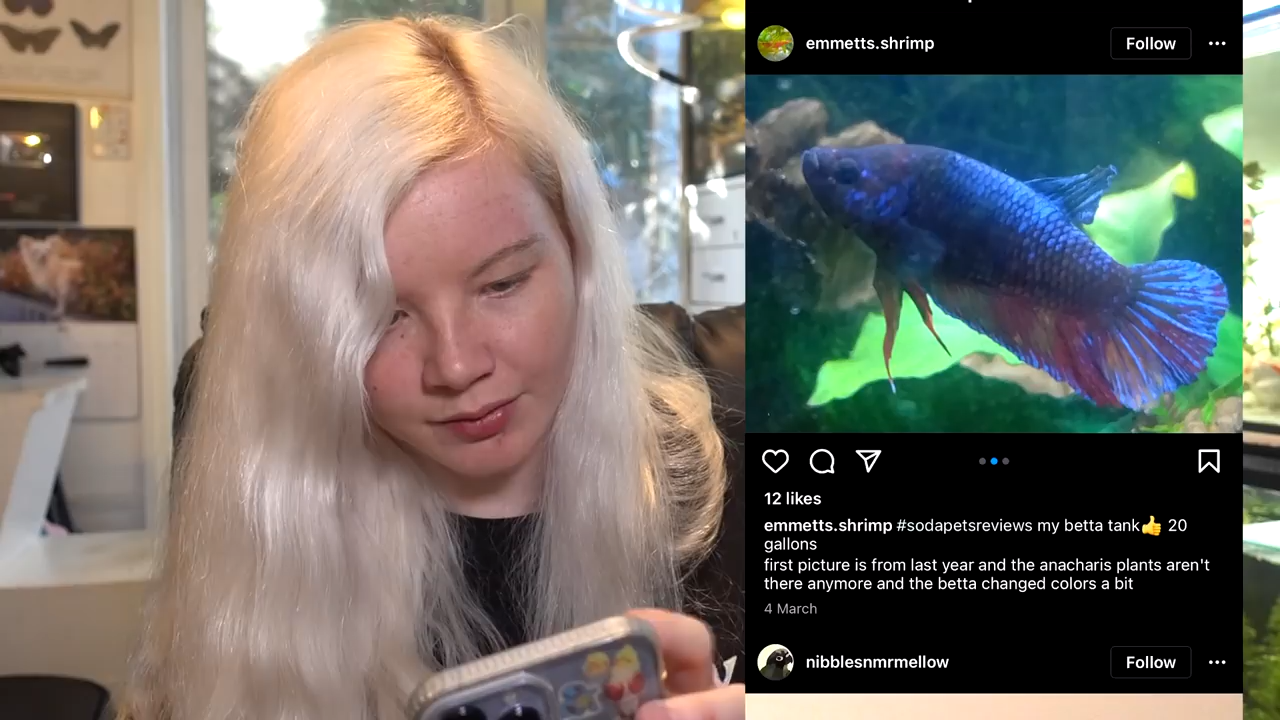 emmetts.shrimp
Follow
12 likes
emmetts.shrimp #sodapetsreviews my betta tank👍 20
gallons
first picture is from last year and the anacharis plants aren't
there anymore and the betta changed colors a bit
4 March
nibblesnmrmellow
Follow